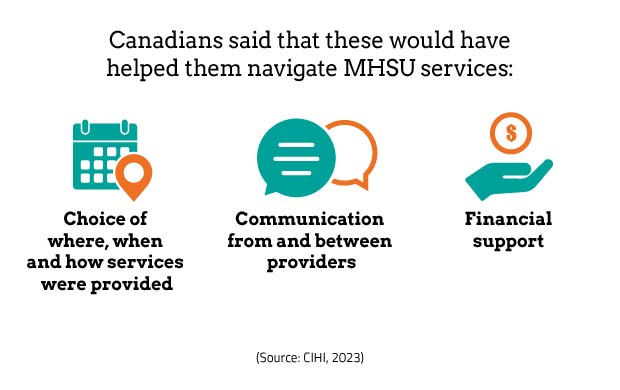 Canadians said that these would have
helped them navigate MHSU services:
$
Choice of
where, when
and how services
were provided
Communication
from and between
providers
Financial
support
(Source: CIHI, 2023)